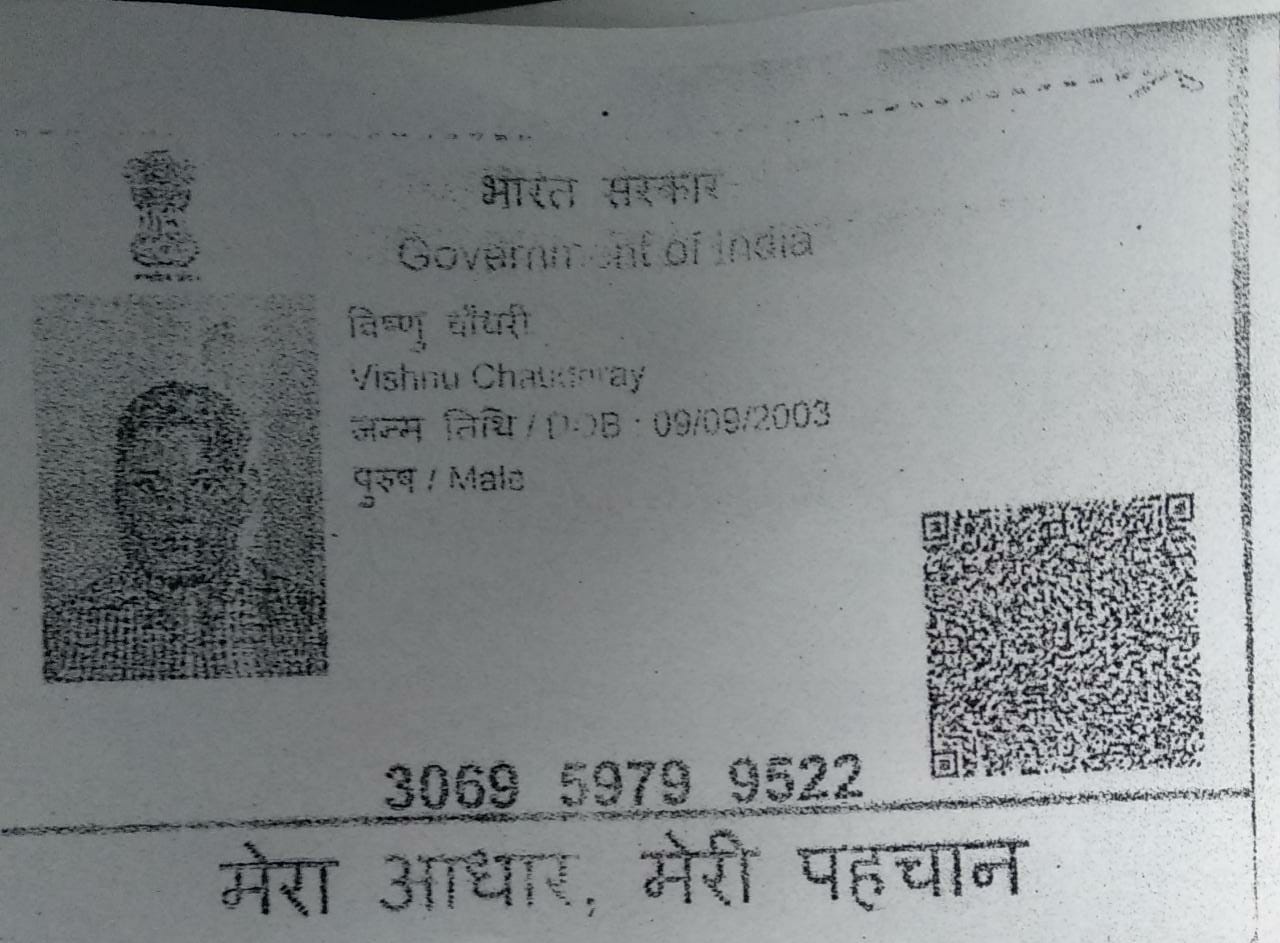 भारत सरकार
Government of India
विष्णु चौधरी
Vishnu
जन्म तिथि / DOB : 09/09/2003
पुरुष / Male
3069 5979 9522
मेरा आधार, मेरी पहचान